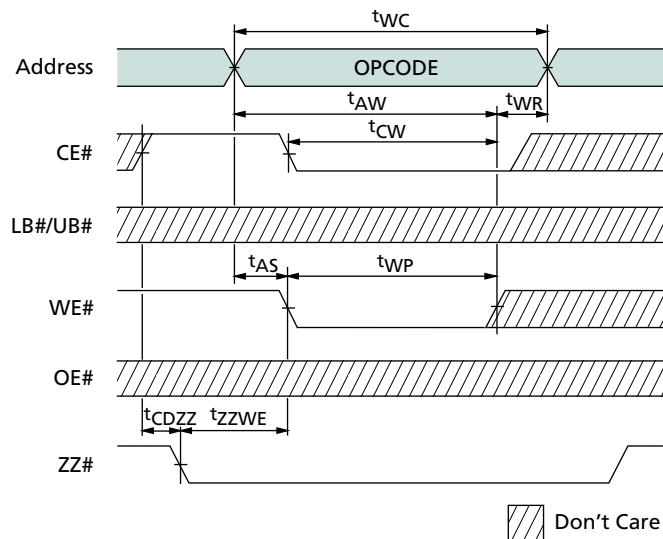 tWC
Address
OPCODE
tAW
tWR
tCW
CE#
LB#/UB#
tAS
tWP
WE#
OE#
tCDZZ
tZZWE
ZZ#
Don't Care